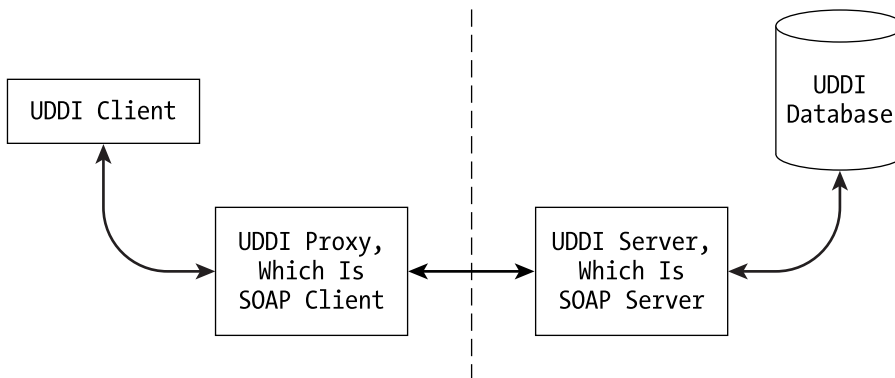 UDDI Client
UDDI Proxy,
Which Is
SOAP Client
UDDI Server,
Which Is
SOAP Server
UDDI
Database